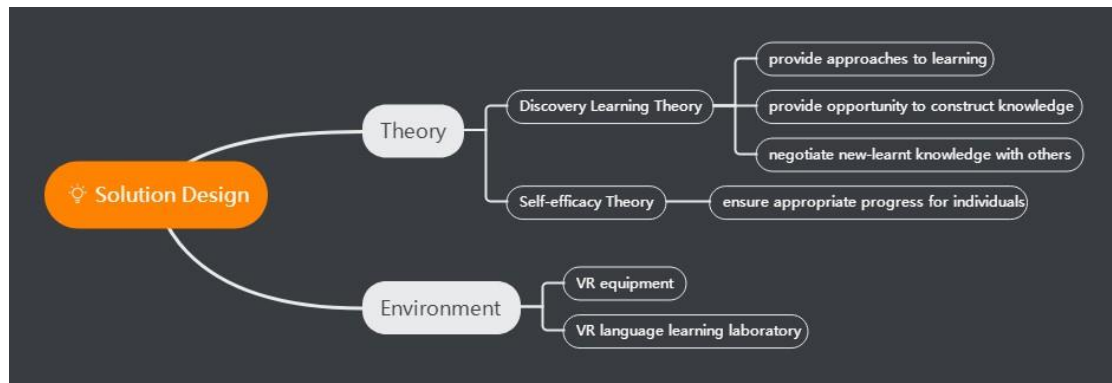 Solution Design
Theory
Discovery Learning Theory
provide approaches to learning
provide opportunity to construct knowledge
negotiate new-learnt knowledge with others
Self-efficacy Theory
ensure appropriate progress for individuals
Environment
VR equipment
VR language learning laboratory